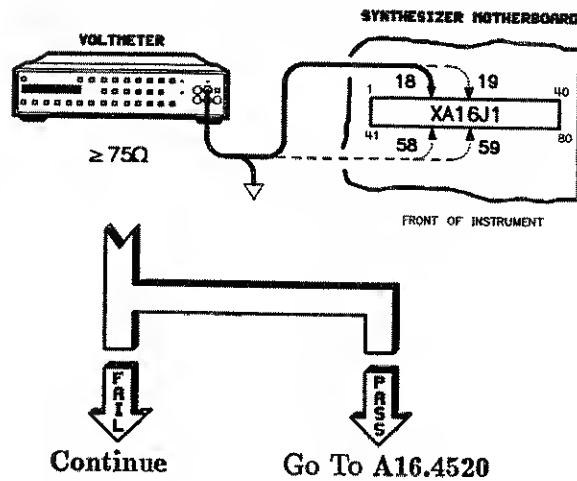 SYNTHESIZER MOTHERBOARD
VOLTMETER
18 19
1 40
XA16J1
41 80
58 59
≥ 75Ω
FRONT OF INSTRUMENT
FAIL PASS
Continue Go To A16.4520